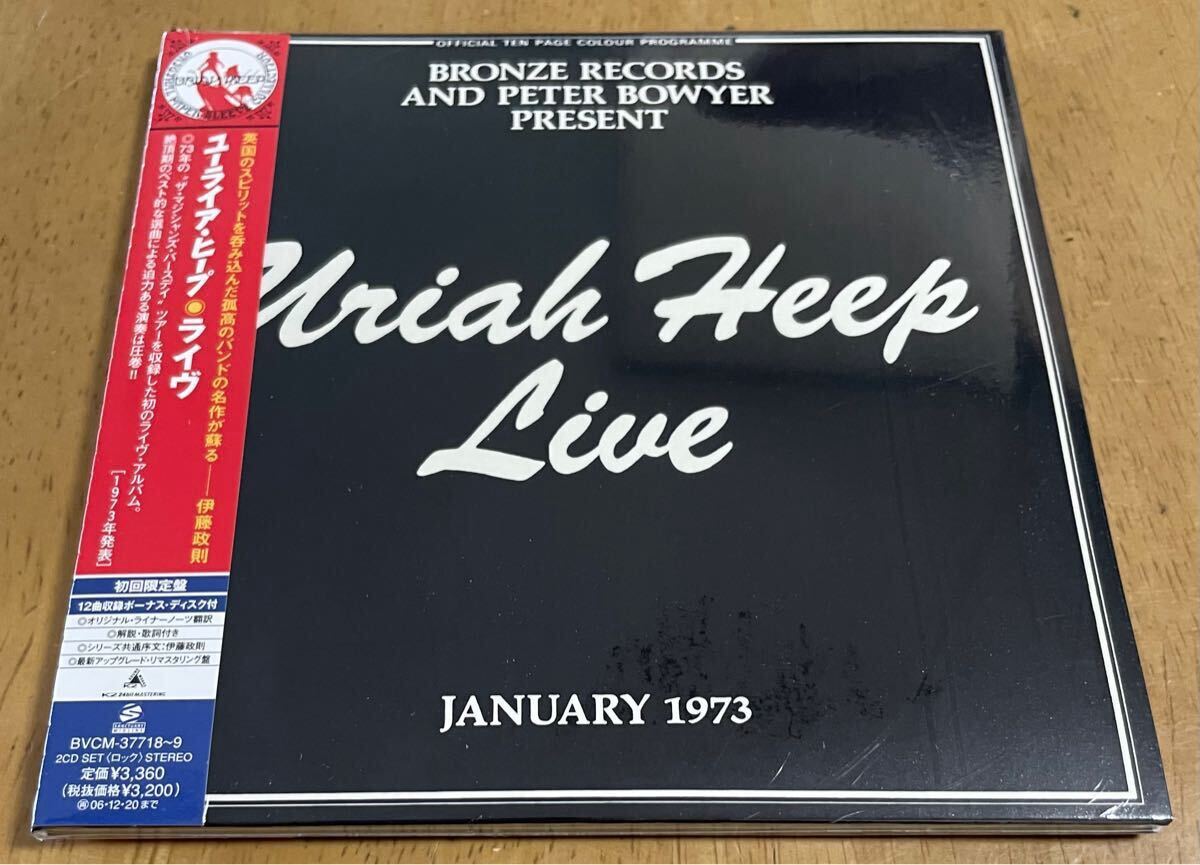 OFFICIAL TEN PAGE COLOUR PROGRAMME
BRONZE RECORDS
AND PETER BOWYER
PRESENT
Uriah Heep
Live
JANUARY 1973
英国のスピリットを呑み込んだ孤高のバンドの名作が蘇る——伊藤政則
ユーライア・ヒープ◉ライヴ
◎73年の“ザ・マジシャンズ・バースデイ”ツアーを収録した初のライヴ・アルバム。
絶頂期のベスト的な選曲による迫力ある演奏は圧巻!!
[1973年発表]
初回限定盤
12曲収録ボーナス・ディスク付
◎オリジナル・ライナーノーツ翻訳
◎解説・歌詞付き
◎シリーズ共通序文:伊藤政則
◎最新アップグレード・リマスタリング盤
K2
K2 24BIT MASTERING
SANCTUARY
MIDLINE
BVCM-37718~9
2CD SET〈ロック〉STEREO
定価¥3,360
(税抜価格¥3,200)
㋐06・12・20まで